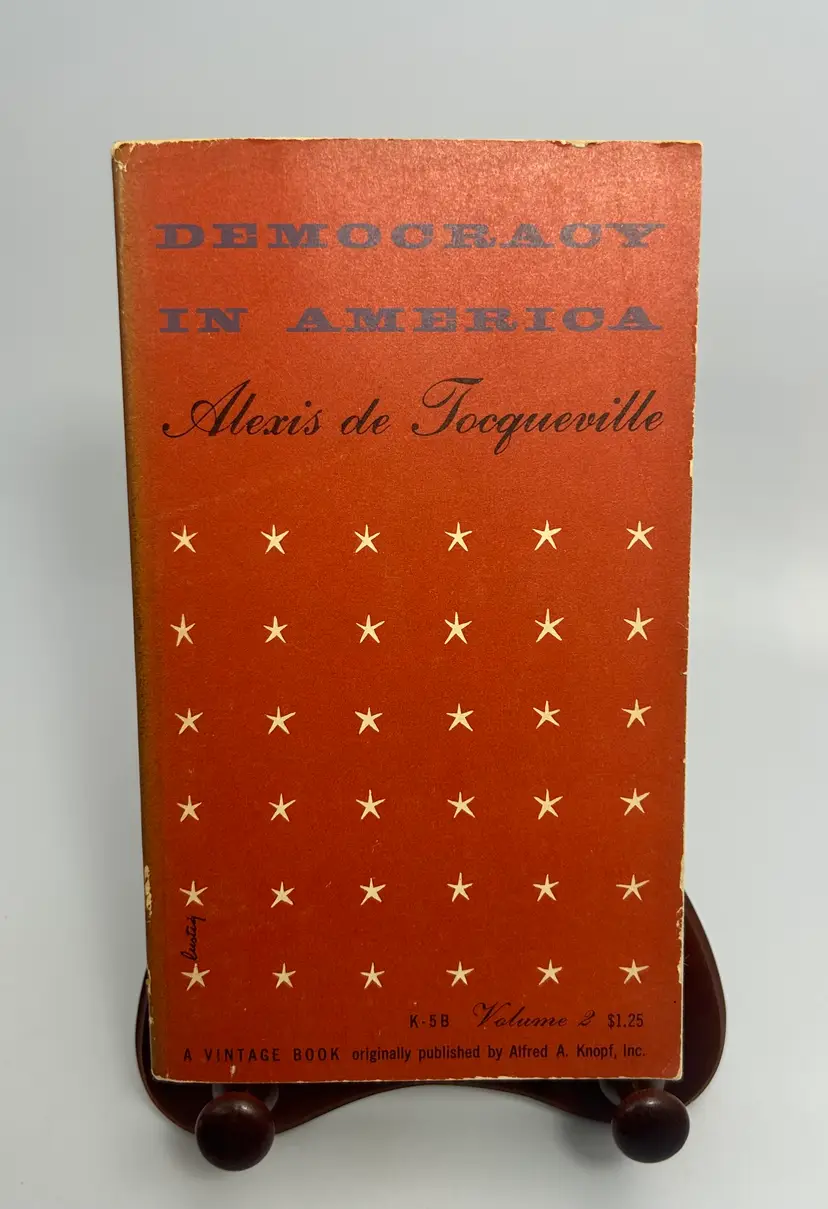 DEMOCRACY
IN AMERICA
Alexis de Tocqueville
lustig
K-5B Volume 2 $1.25
A VINTAGE BOOK originally published by Alfred A. Knopf, Inc.